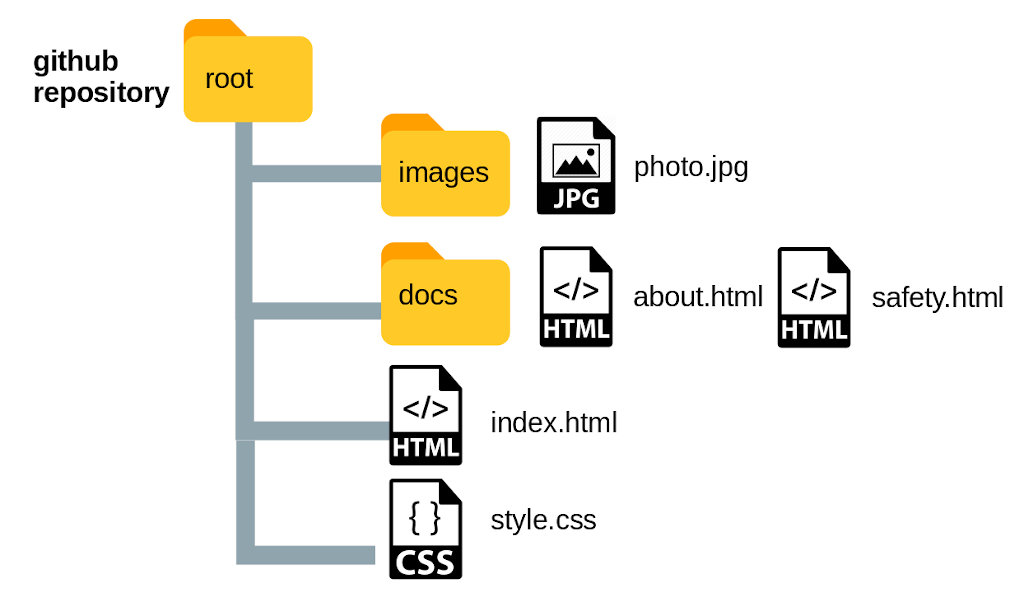 github
repository
root
images
JPG
photo.jpg
docs
</>
HTML
about.html
</>
HTML
safety.html
</>
HTML
index.html
{ }
CSS
style.css